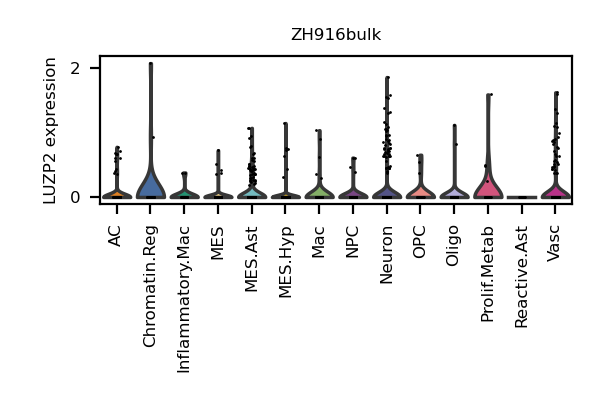 ZH916bulk
LUZP2 expression
2
0
AC
Chromatin.Reg
Inflammatory.Mac
MES
MES.Ast
MES.Hyp
Mac
NPC
Neuron
OPC
Oligo
Prolif.Metab
Reactive.Ast
Vasc